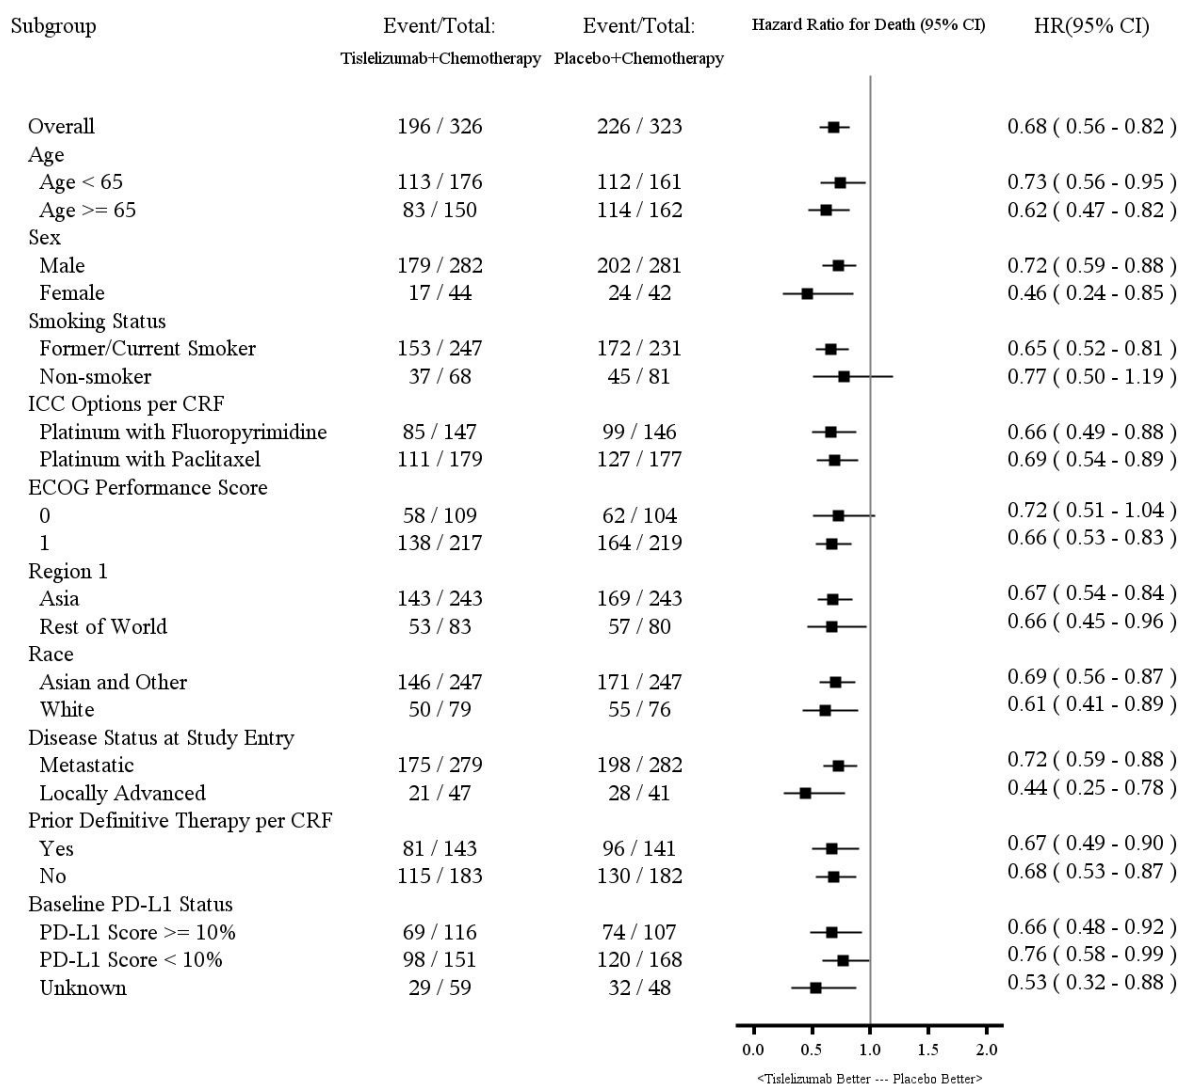 Subgroup Event/Total: Event/Total: Hazard Ratio for Death (95% CI) HR(95% CI)
Tislelizumab+Chemotherapy Placebo+Chemotherapy
Overall 196 / 326 226 / 323 0.68 ( 0.56 - 0.82 )
Age
Age < 65 113 / 176 112 / 161 0.73 ( 0.56 - 0.95 )
Age >= 65 83 / 150 114 / 162 0.62 ( 0.47 - 0.82 )
Sex
Male 179 / 282 202 / 281 0.72 ( 0.59 - 0.88 )
Female 17 / 44 24 / 42 0.46 ( 0.24 - 0.85 )
Smoking Status
Former/Current Smoker 153 / 247 172 / 231 0.65 ( 0.52 - 0.81 )
Non-smoker 37 / 68 45 / 81 0.77 ( 0.50 - 1.19 )
ICC Options per CRF
Platinum with Fluoropyrimidine 85 / 147 99 / 146 0.66 ( 0.49 - 0.88 )
Platinum with Paclitaxel 111 / 179 127 / 177 0.69 ( 0.54 - 0.89 )
ECOG Performance Score
0 58 / 109 62 / 104 0.72 ( 0.51 - 1.04 )
1 138 / 217 164 / 219 0.66 ( 0.53 - 0.83 )
Region 1
Asia 143 / 243 169 / 243 0.67 ( 0.54 - 0.84 )
Rest of World 53 / 83 57 / 80 0.66 ( 0.45 - 0.96 )
Race
Asian and Other 146 / 247 171 / 247 0.69 ( 0.56 - 0.87 )
White 50 / 79 55 / 76 0.61 ( 0.41 - 0.89 )
Disease Status at Study Entry
Metastatic 175 / 279 198 / 282 0.72 ( 0.59 - 0.88 )
Locally Advanced 21 / 47 28 / 41 0.44 ( 0.25 - 0.78 )
Prior Definitive Therapy per CRF
Yes 81 / 143 96 / 141 0.67 ( 0.49 - 0.90 )
No 115 / 183 130 / 182 0.68 ( 0.53 - 0.87 )
Baseline PD-L1 Status
PD-L1 Score >= 10% 69 / 116 74 / 107 0.66 ( 0.48 - 0.92 )
PD-L1 Score < 10% 98 / 151 120 / 168 0.76 ( 0.58 - 0.99 )
Unknown 29 / 59 32 / 48 0.53 ( 0.32 - 0.88 )
0.0 0.5 1.0 1.5 2.0
<Tislelizumab Better --- Placebo Better>